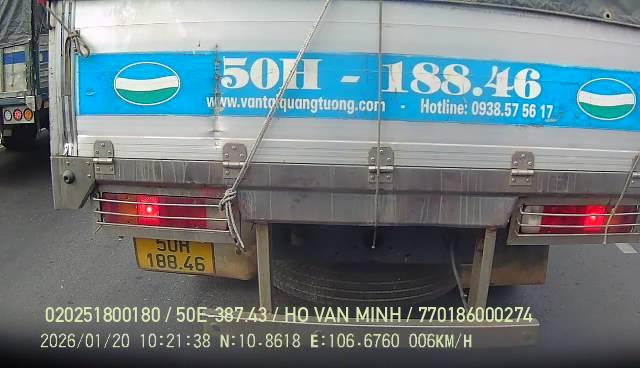 50H - 188.46
www.vantaiquangtuong.com - Hotline: 0938.57 56 17
50H
188.46
020251800180 / 50E-387.43 / HO VAN MINH / 770186000274
2026/01/20 10:21:38 N:10.8618 E:106.6760 006KM/H